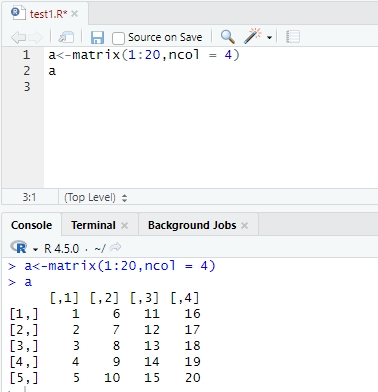 test1.R* ×
Source on Save
1 a<-matrix(1:20,ncol = 4)
2 a
3
3:1 (Top Level)
Console Terminal × Background Jobs ×
R 4.5.0 · ~/
> a<-matrix(1:20,ncol = 4)
> a
     [,1] [,2] [,3] [,4]
[1,]    1    6   11   16
[2,]    2    7   12   17
[3,]    3    8   13   18
[4,]    4    9   14   19
[5,]    5   10   15   20